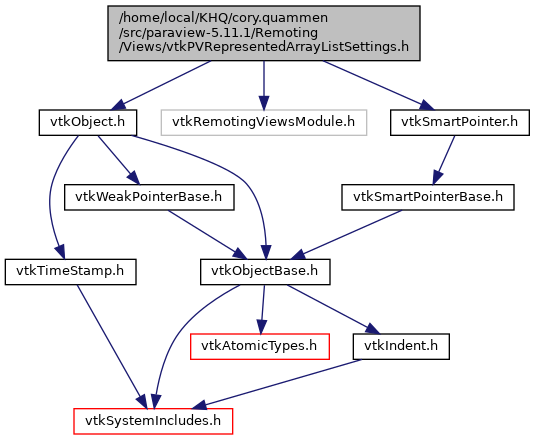 /home/local/KHQ/cory.quammen
/src/paraview-5.11.1/Remoting
/Views/vtkPVRepresentedArrayListSettings.h
vtkObject.h
vtkRemotingViewsModule.h
vtkSmartPointer.h
vtkWeakPointerBase.h
vtkSmartPointerBase.h
vtkTimeStamp.h
vtkObjectBase.h
vtkAtomicTypes.h
vtkIndent.h
vtkSystemIncludes.h